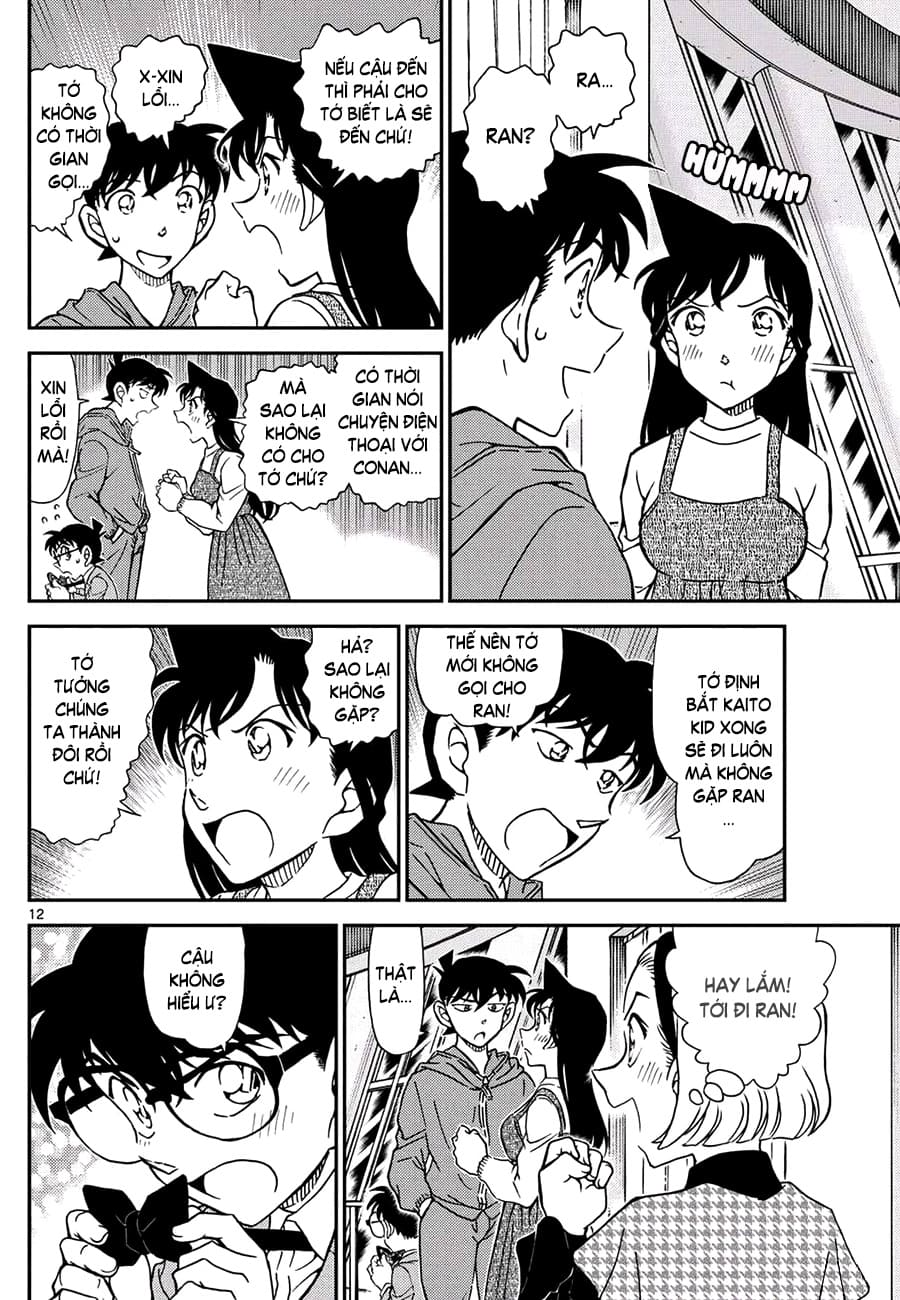 RA...
RAN?
HỪMMMM
NẾU CẬU ĐẾN
THÌ PHẢI CHO
TỚ BIẾT LÀ SẼ
ĐẾN CHỨ!
X-XIN
LỖI...
TỚ
KHÔNG
CÓ THỜI
GIAN
GỌI...
CÓ THỜI
GIAN NÓI
CHUYỆN ĐIỆN
THOẠI VỚI
CONAN...
MÀ
SAO LẠI
KHÔNG
CÓ CHO
TỚ CHỨ?
XIN
LỖI
RỒI
MÀ!
TỚ ĐỊNH
BẮT KAITO
KID XONG
SẼ ĐI LUÔN
MÀ KHÔNG
GẶP RAN
...
THẾ NÊN TỚ
MỚI KHÔNG
GỌI CHO
RAN!
HẢ?
SAO LẠI
KHÔNG
GẶP?
TỚ
TƯỞNG
CHÚNG
TA THÀNH
ĐÔI RỒI
CHỨ!
12
HAY LẮM!
TỚI ĐI RAN!
THẬT
LÀ...
CẬU
KHÔNG
HIỂU Ư?